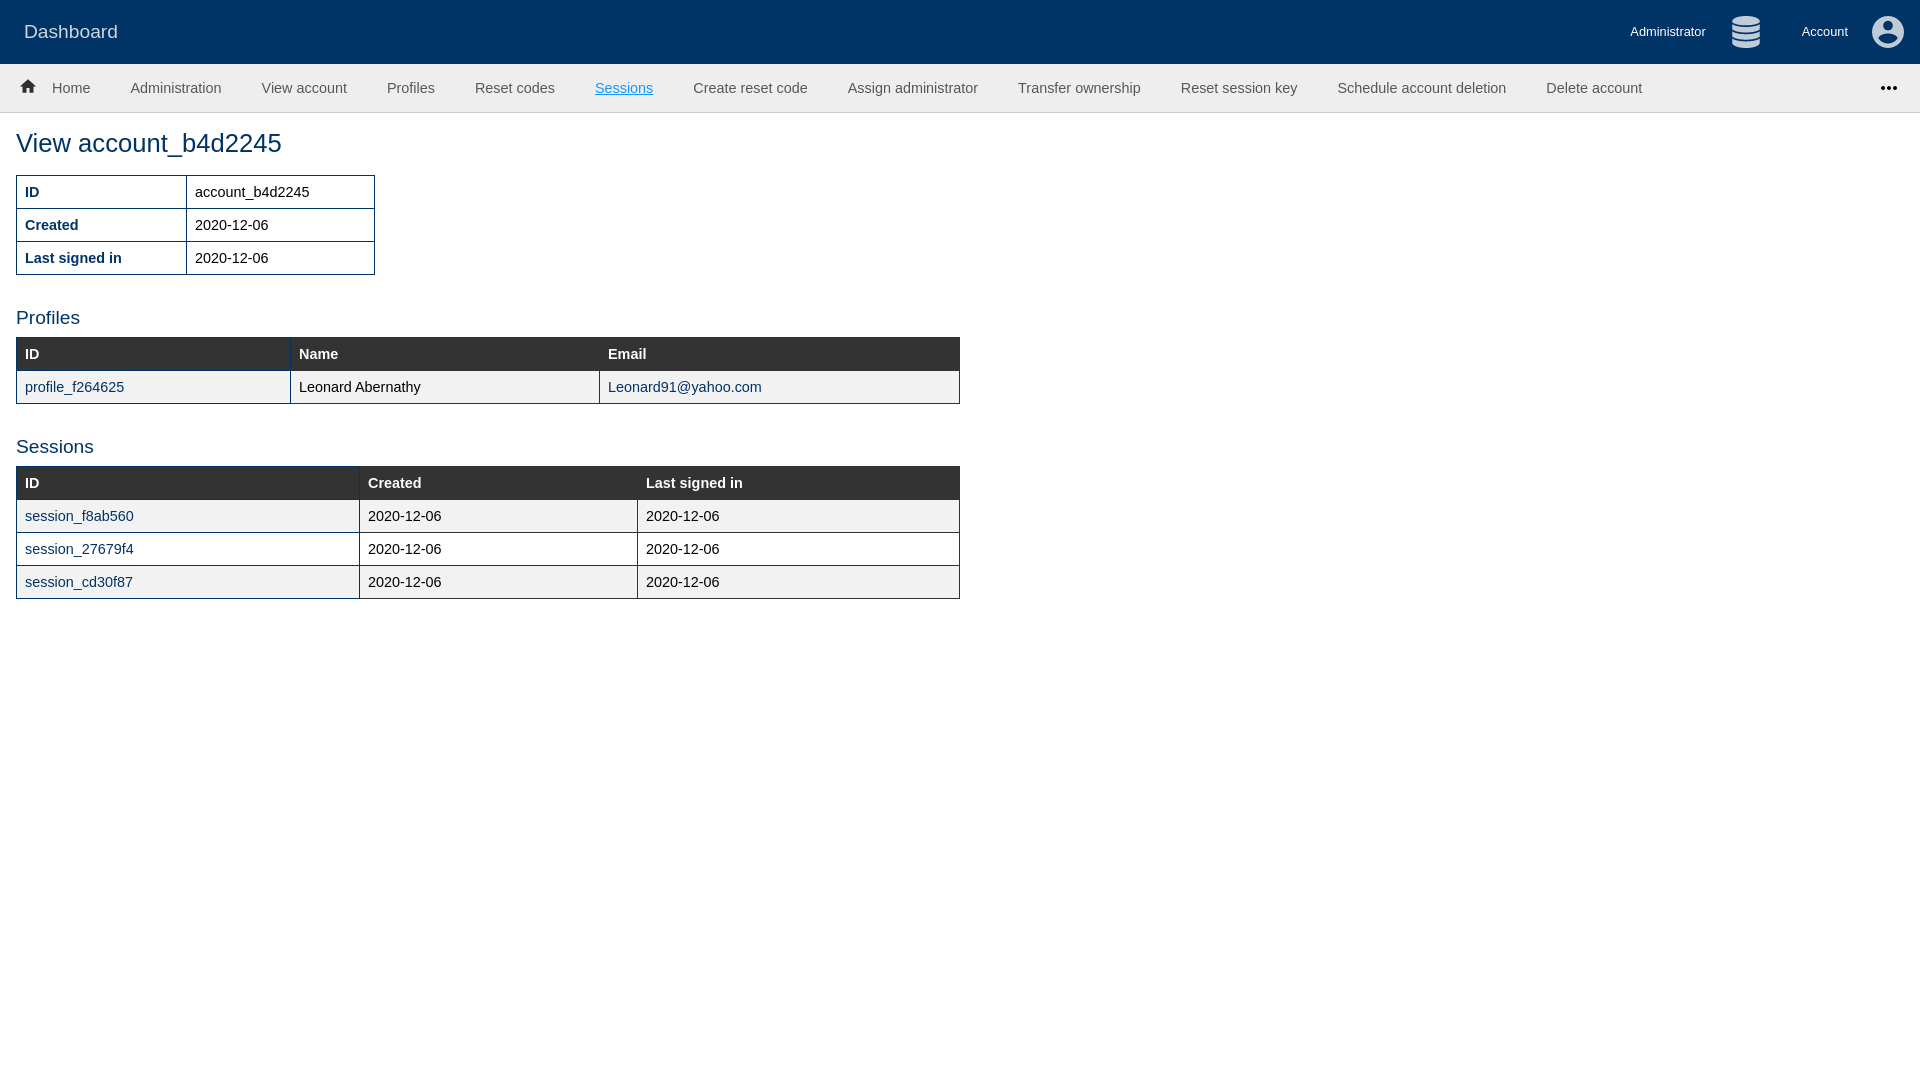 Dashboard Administrator Account
Home Administration View account Profiles Reset codes Sessions Create reset code Assign administrator Transfer ownership Reset session key Schedule account deletion Delete account
View account_b4d2245
ID account_b4d2245
Created 2020-12-06
Last signed in 2020-12-06
Profiles
ID Name Email
profile_f264625 Leonard Abernathy Leonard91@yahoo.com
Sessions
ID Created Last signed in
session_f8ab560 2020-12-06 2020-12-06
session_27679f4 2020-12-06 2020-12-06
session_cd30f87 2020-12-06 2020-12-06